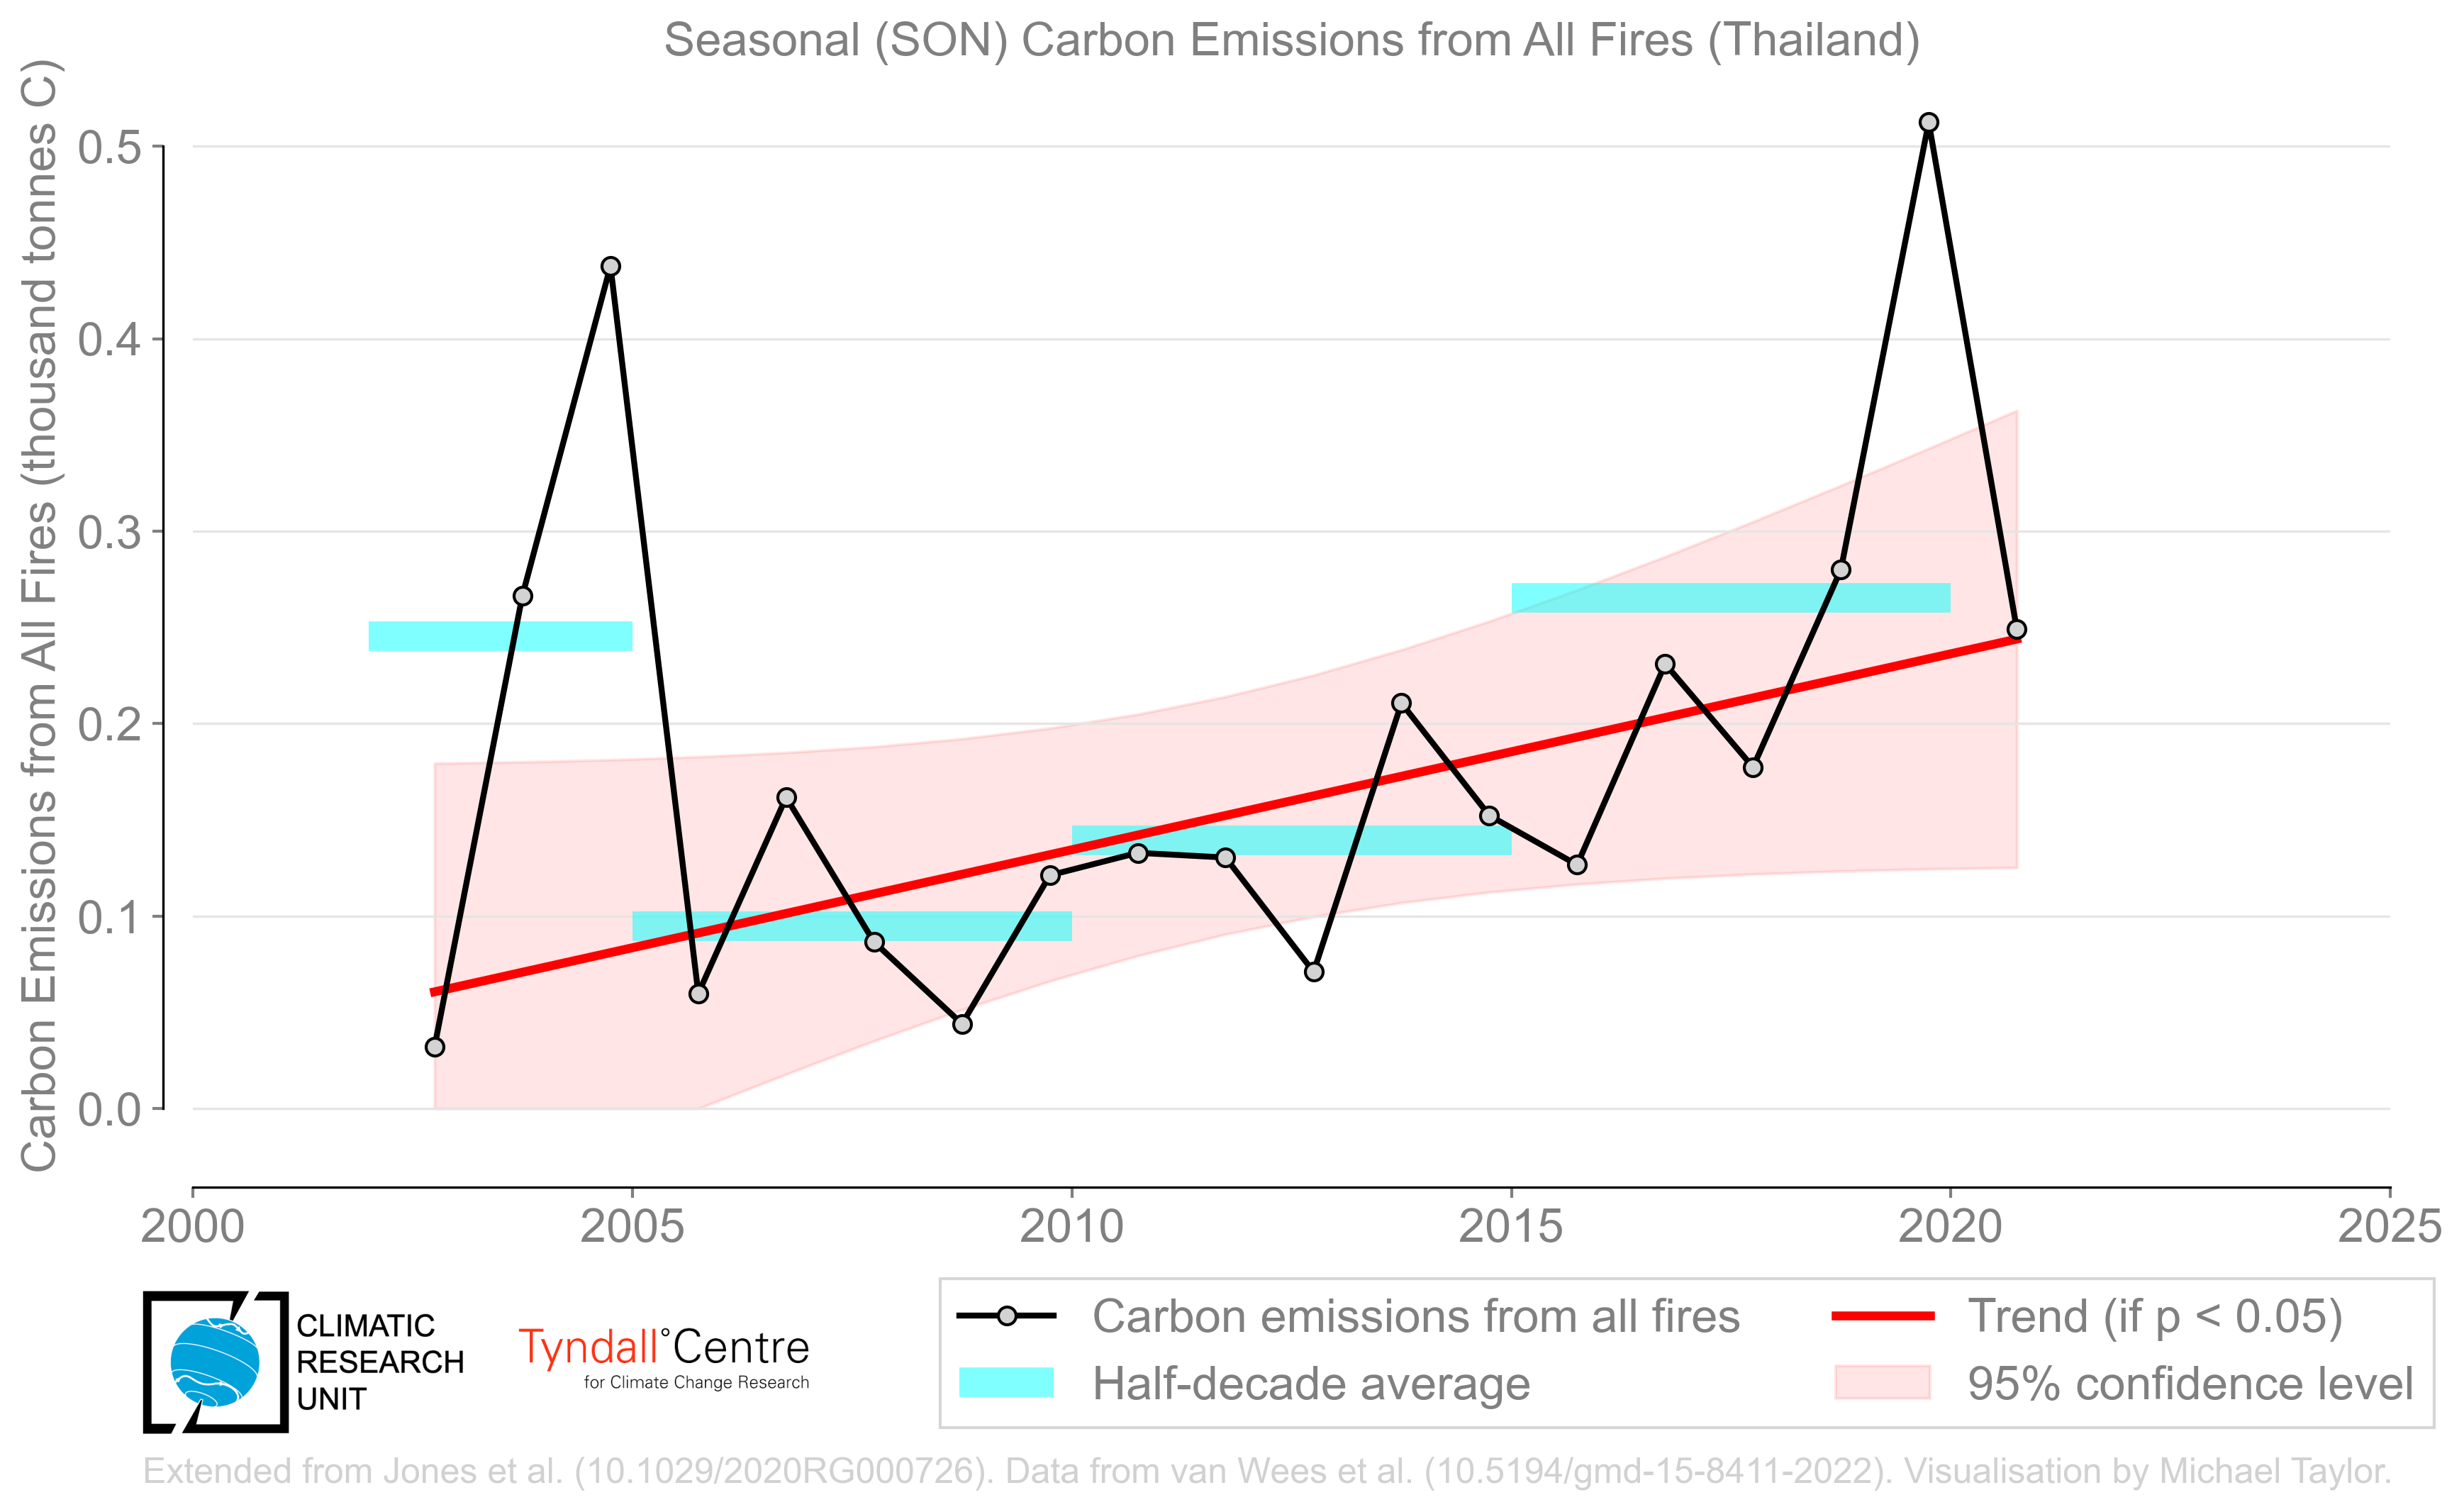 Seasonal (SON) Carbon Emissions from All Fires (Thailand)
Carbon Emissions from All Fires (thousand tonnes C)
0.5
0.4
0.3
0.2
0.1
0.0
2000 2005 2010 2015 2020 2025
CLIMATIC
RESEARCH
UNIT
Tyndall°Centre
for Climate Change Research
Carbon emissions from all fires
Half-decade average
Trend (if p < 0.05)
95% confidence level
Extended from Jones et al. (10.1029/2020RG000726). Data from van Wees et al. (10.5194/gmd-15-8411-2022). Visualisation by Michael Taylor.